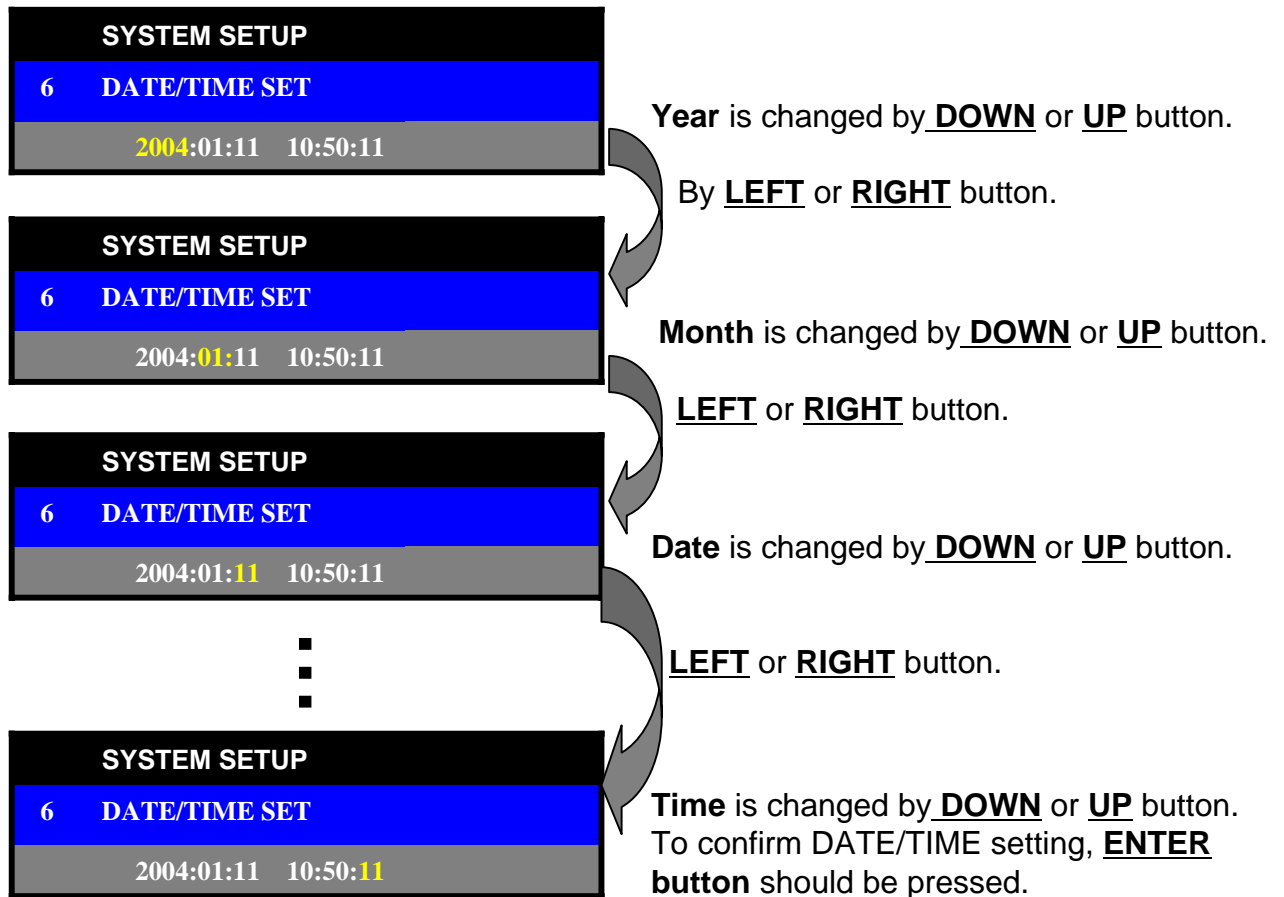 SYSTEM SETUP
6 DATE/TIME SET
2004:01:11 10:50:11
Year is changed by DOWN or UP button.
By LEFT or RIGHT button.
SYSTEM SETUP
6 DATE/TIME SET
2004:01:11 10:50:11
Month is changed by DOWN or UP button.
LEFT or RIGHT button.
SYSTEM SETUP
6 DATE/TIME SET
2004:01:11 10:50:11
Date is changed by DOWN or UP button.
LEFT or RIGHT button.
SYSTEM SETUP
6 DATE/TIME SET
2004:01:11 10:50:11
Time is changed by DOWN or UP button.
To confirm DATE/TIME setting, ENTER
button should be pressed.